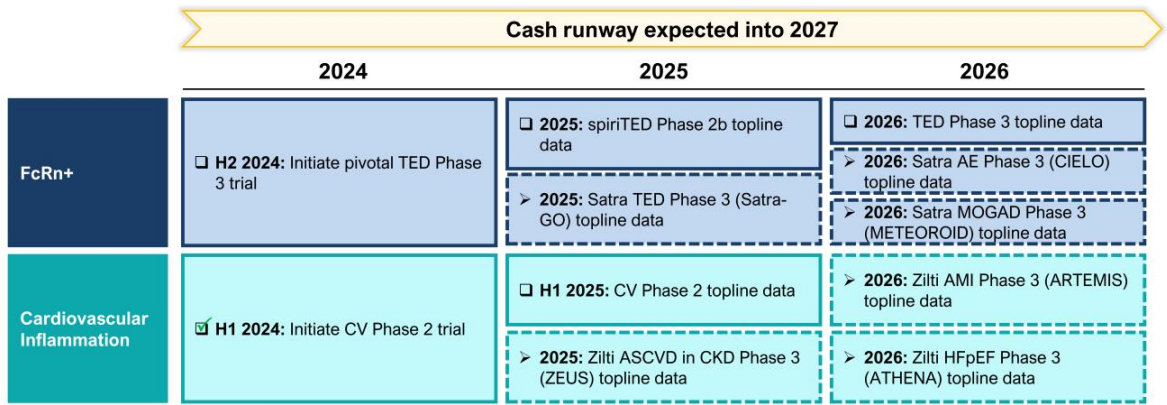 Cash runway expected into 2027
2024
2025
2026
FcRn+
❑ H2 2024: Initiate pivotal TED Phase
3 trial
❑ 2025: spiriTED Phase 2b topline
data
➢ 2025: Satra TED Phase 3 (Satra-
GO) topline data
❑ 2026: TED Phase 3 topline data
➢ 2026: Satra AE Phase 3 (CIELO)
topline data
➢ 2026: Satra MOGAD Phase 3
(METEOROID) topline data
Cardiovascular
Inflammation
☑ H1 2024: Initiate CV Phase 2 trial
❑ H1 2025: CV Phase 2 topline data
➢ 2025: Zilti ASCVD in CKD Phase 3
(ZEUS) topline data
➢ 2026: Zilti AMI Phase 3 (ARTEMIS)
topline data
➢ 2026: Zilti HFpEF Phase 3
(ATHENA) topline data